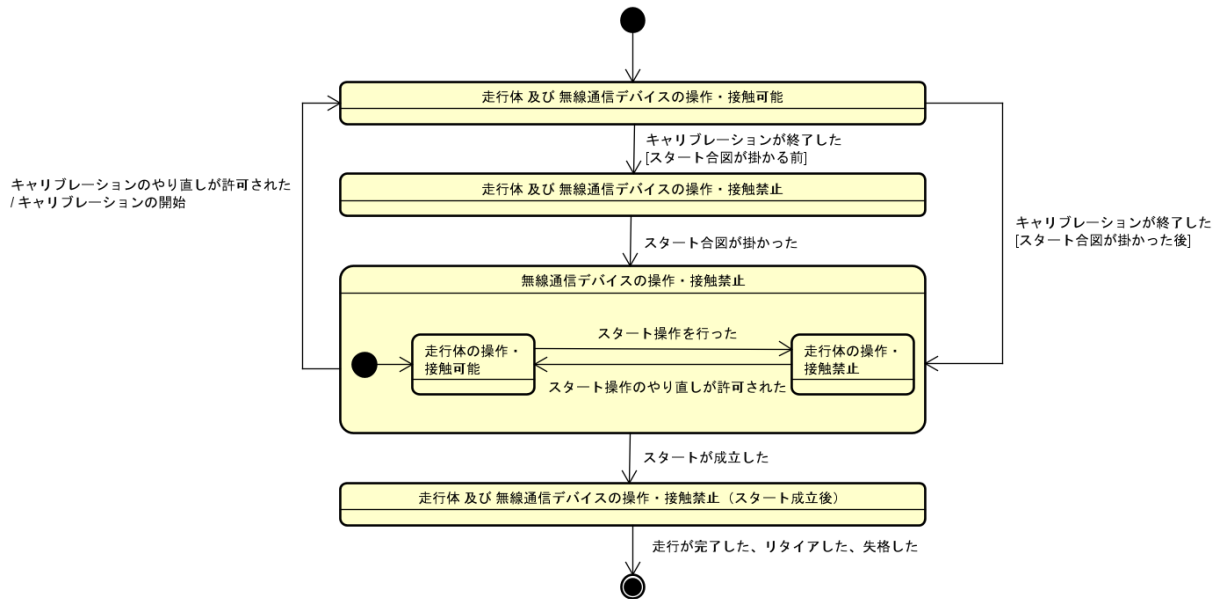 走行体 及び 無線通信デバイスの操作・接触可能
キャリブレーションが終了した
[スタート合図が掛かる前]
走行体 及び 無線通信デバイスの操作・接触禁止
キャリブレーションのやり直しが許可された
/ キャリブレーションの開始
キャリブレーションが終了した
[スタート合図が掛かった後]
スタート合図が掛かった
無線通信デバイスの操作・接触禁止
スタート操作を行った
走行体の操作・
接触可能
走行体の操作・
接触禁止
スタート操作のやり直しが許可された
スタートが成立した
走行体 及び 無線通信デバイスの操作・接触禁止（スタート成立後）
走行が完了した、リタイアした、失格した